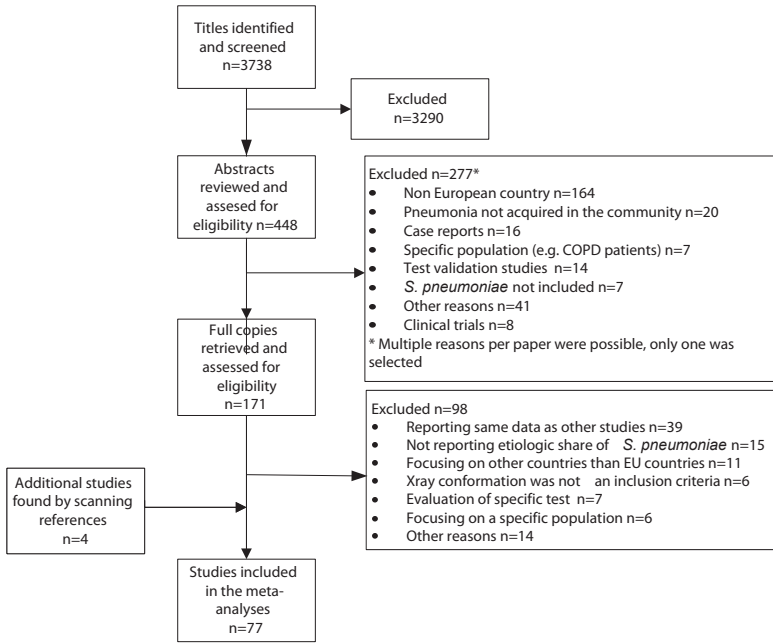 Titles identified
and screened
n=3738
Excluded
n=3290
Abstracts
reviewed and
assesed for
eligibility n=448
Excluded n=277*
• Non European country n=164
• Pneumonia not acquired in the community n=20
• Case reports n=16
• Specific population (e.g. COPD patients) n=7
• Test validation studies n=14
• S. pneumoniae not included n=7
• Other reasons n=41
• Clinical trials n=8
* Multiple reasons per paper were possible, only one was
selected
Full copies
retrieved and
assessed for
eligibility
n=171
Excluded n=98
• Reporting same data as other studies n=39
• Not reporting etiologic share of S. pneumoniae n=15
• Focusing on other countries than EU countries n=11
• Xray conformation was not an inclusion criteria n=6
• Evaluation of specific test n=7
• Focusing on a specific population n=6
• Other reasons n=14
Additional studies
found by scanning
references
n=4
Studies included
in the meta-
analyses
n=77